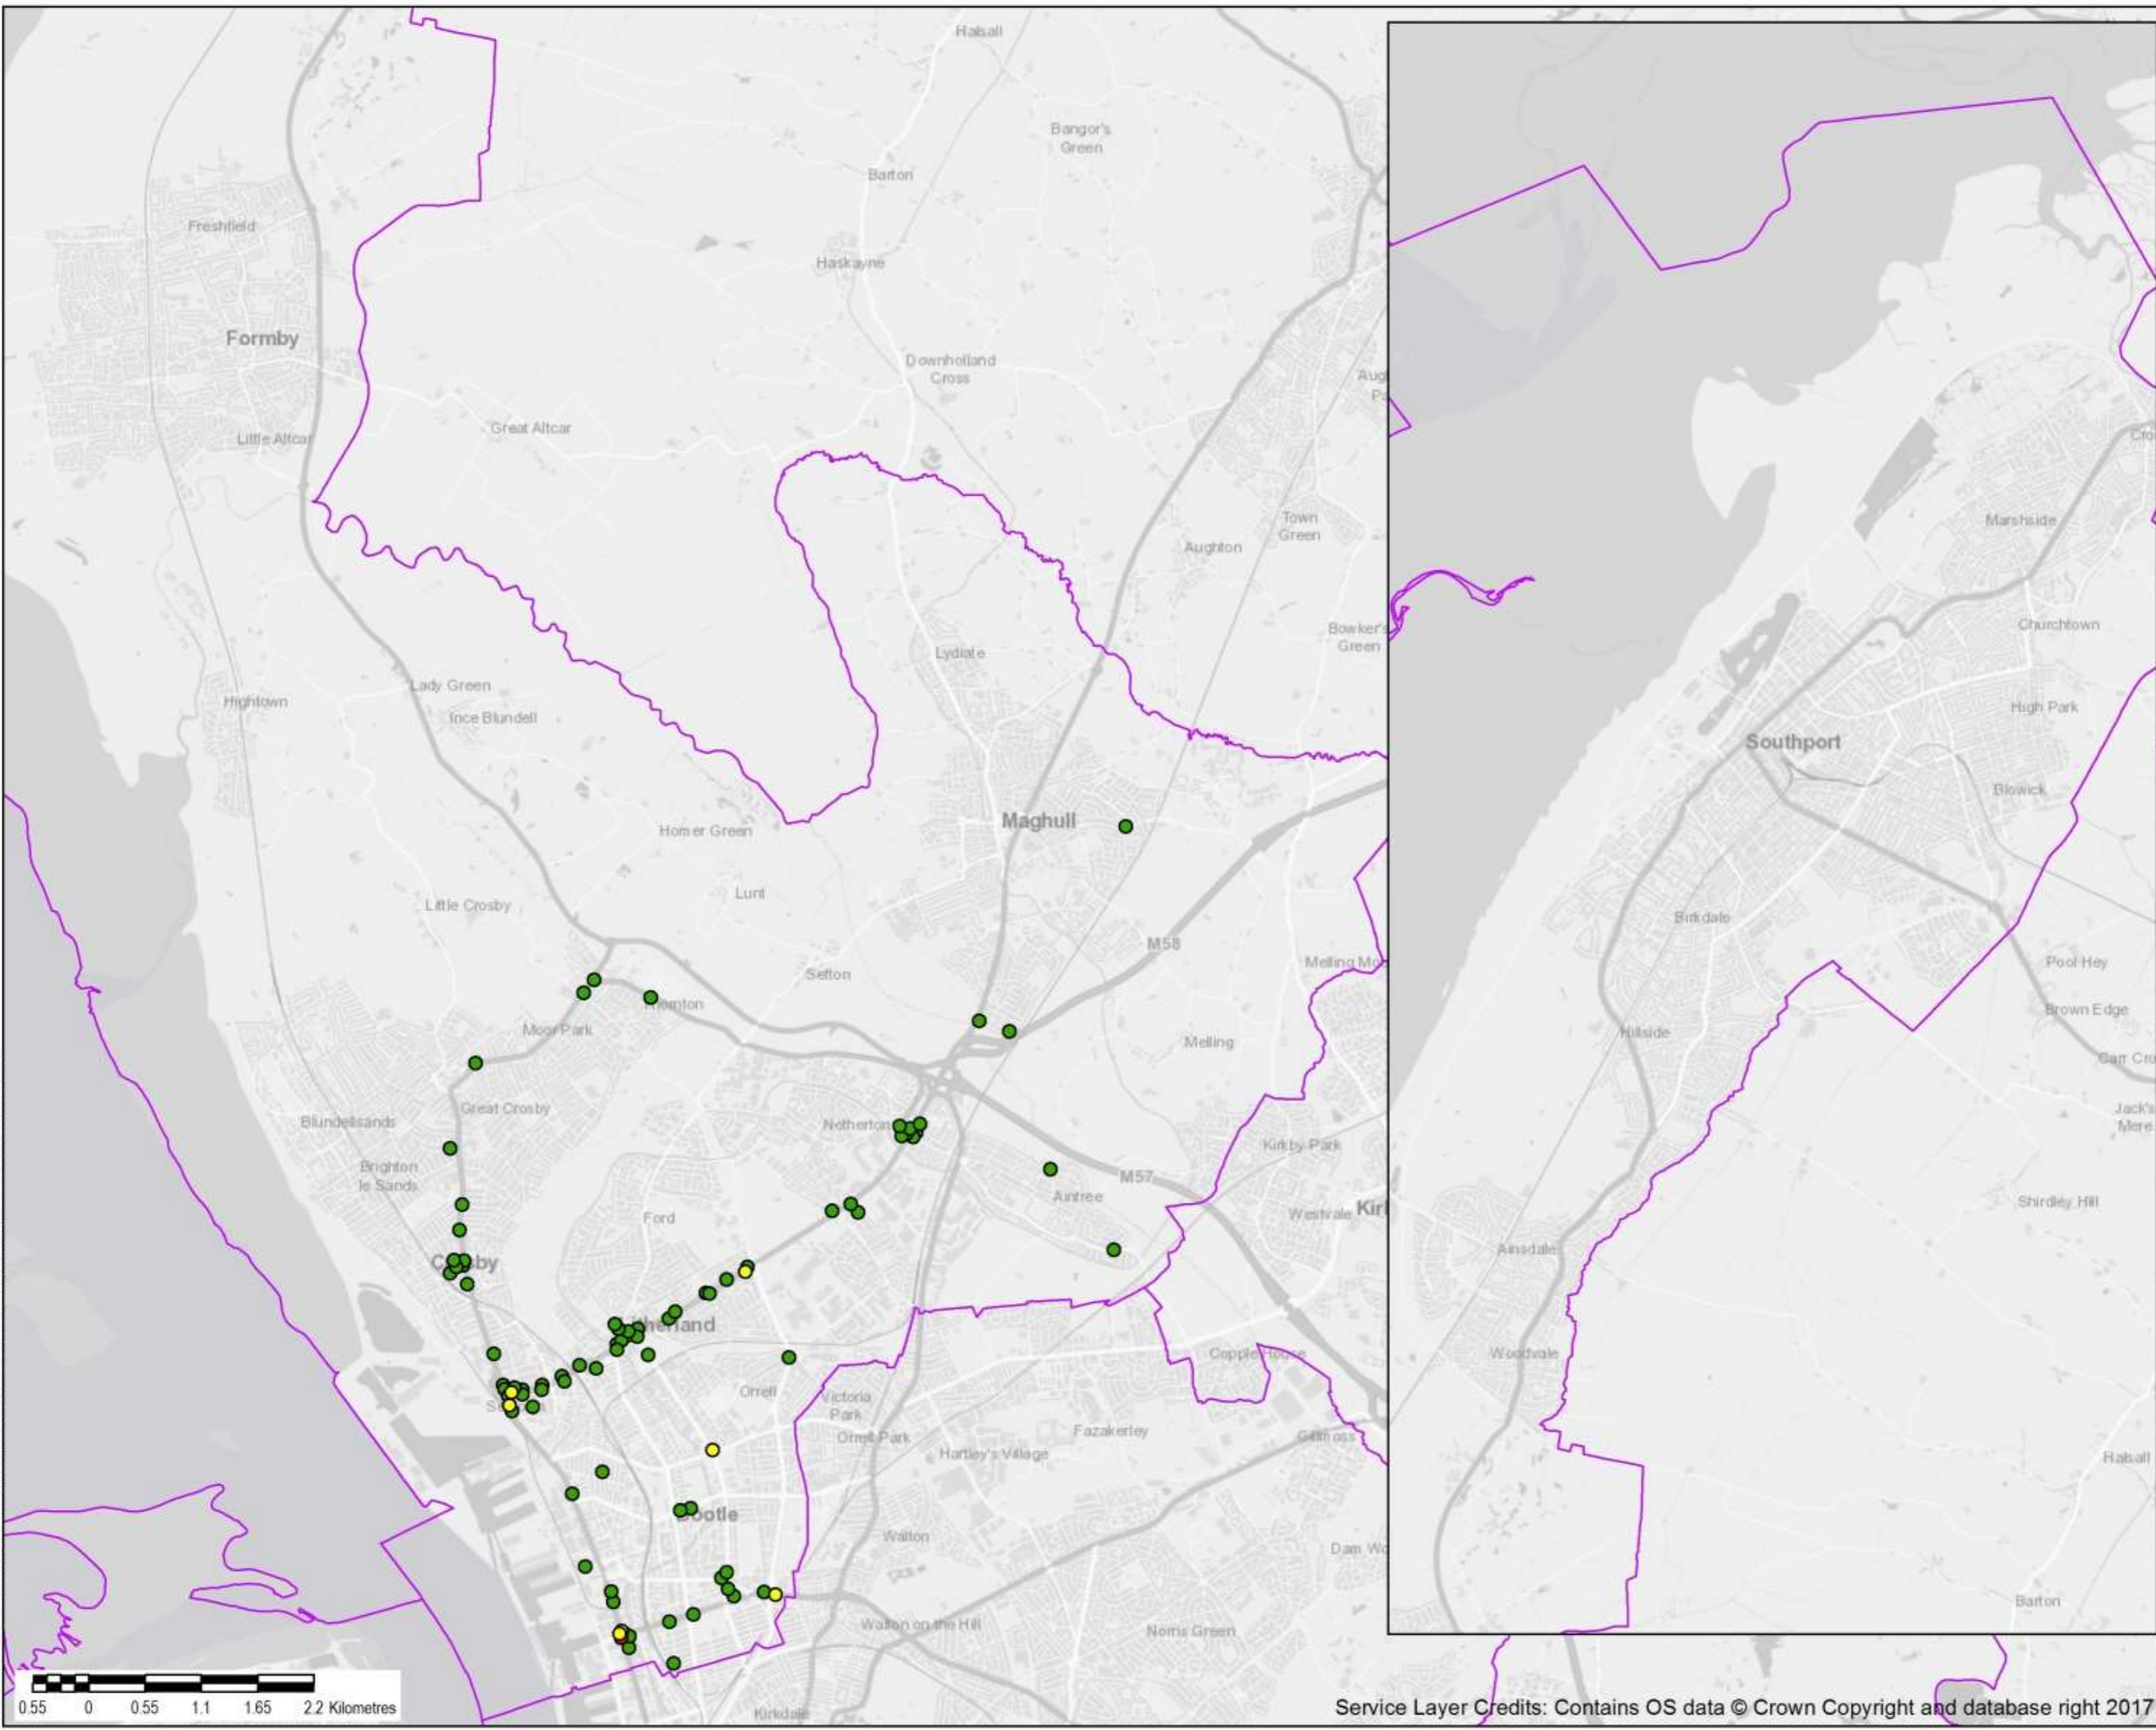 Halsall
Bangor's
Green
Barton
Freshfield
Haskayne
Formby
Downholland
Cross
Great Altcar
Little Altcar
Town
Green
Aughton
Bowker's
Green
Lydiate
Lady Green
Ince Blundell
Hightown
Maghull
Homer Green
Lunt
Little Crosby
M58
Sefton
Melling
Moor Park
Great Crosby
Blundellsands
Netherton
Kirkby Park
Brighton
le Sands
M57
Aintree
Westvale
Ford
Copple House
Orrell
Victoria
Park
Orrell Park
Fazakerley
Hartley's Village
Gillmoss
Walton
Walton on the Hill
Norris Green
Kirkdale
Marshside
Churchtown
High Park
Southport
Blowick
Birkdale
Pool Hey
Brown Edge
Hillside
Jack's
Mere
Shirdley Hill
Ainsdale
Woodvale
Halsall
Barton
0.55 0 0.55 1.1 1.65 2.2 Kilometres
Service Layer Credits: Contains OS data © Crown Copyright and database right 2017